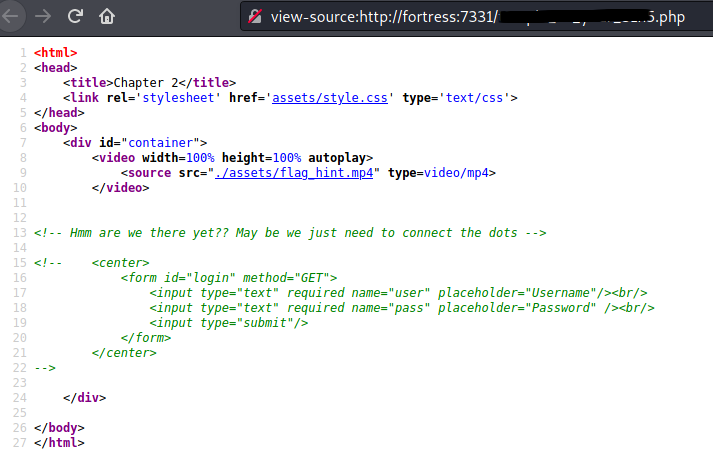 view-source:http://fortress:7331/ 5.php
1 <html>
2 <head>
3 <title>Chapter 2</title>
4 <link rel='stylesheet' href='assets/style.css' type='text/css'>
5 </head>
6 <body>
7 <div id="container">
8 <video width=100% height=100% autoplay>
9 <source src="./assets/flag_hint.mp4" type=video/mp4>
10 </video>
11
12
13 <!-- Hmm are we there yet?? May be we just need to connect the dots -->
14
15 <!-- <center>
16 <form id="login" method="GET">
17 <input type="text" required name="user" placeholder="Username"/><br/>
18 <input type="text" required name="pass" placeholder="Password" /><br/>
19 <input type="submit"/>
20 </form>
21 </center>
22 -->
23
24 </div>
25
26 </body>
27 </html>